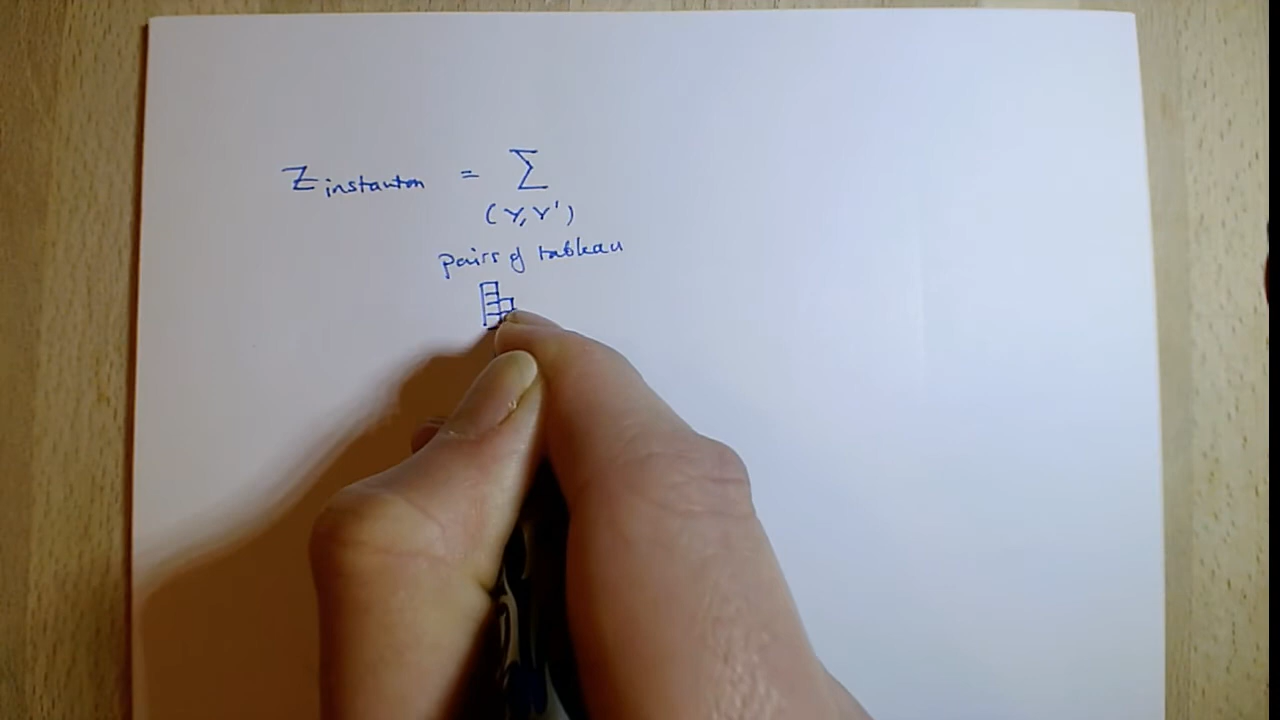 Z instanton = Σ
(Y, Y')
pairs of tableau